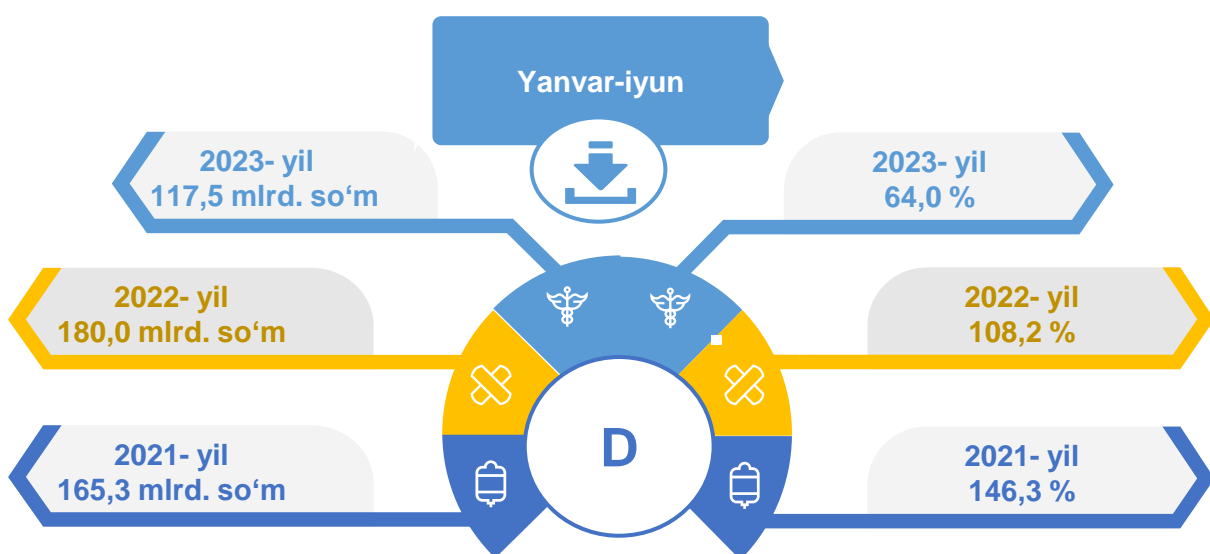 Yanvar-iyun
2023- yil
117,5 mlrd. so‘m
2023- yil
64,0 %
2022- yil
180,0 mlrd. so‘m
2022- yil
108,2 %
D
2021- yil
165,3 mlrd. so‘m
2021- yil
146,3 %